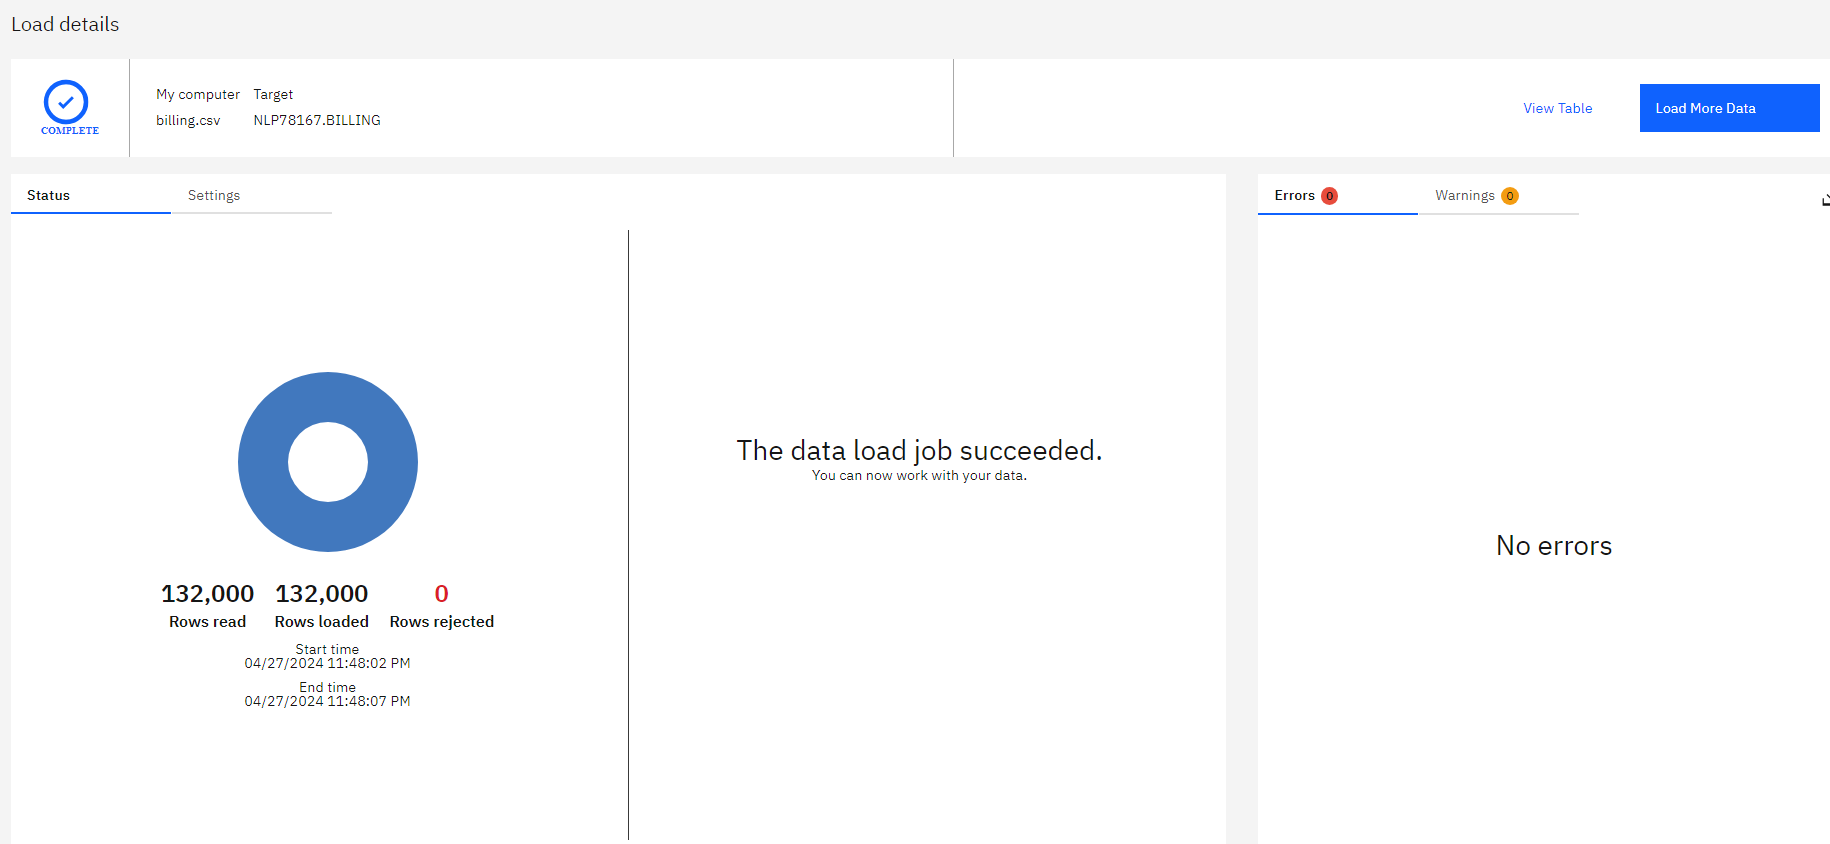 Load details
COMPLETE
My computer Target
billing.csv NLP78167.BILLING
View Table
Load More Data
Status Settings
Errors 0 Warnings 0
The data load job succeeded.
You can now work with your data.
No errors
132,000 132,000 0
Rows read Rows loaded Rows rejected
Start time
04/27/2024 11:48:02 PM
End time
04/27/2024 11:48:07 PM